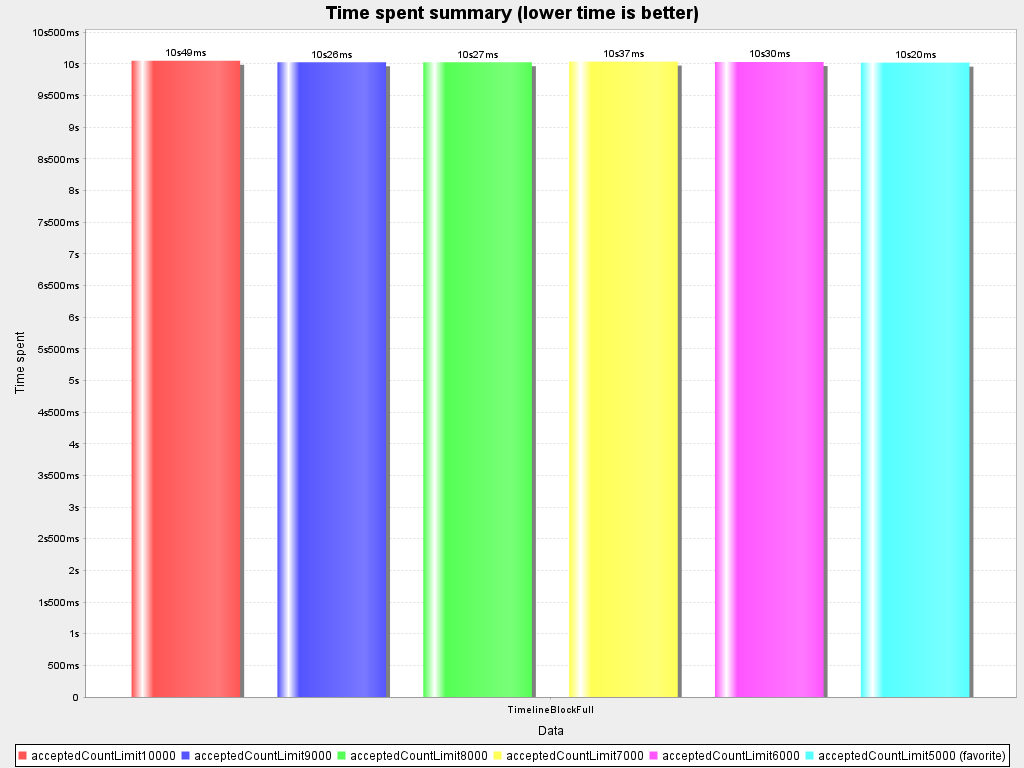 Time spent summary (lower time is better)
10s500ms
10s
9s500ms
9s
8s500ms
8s
7s500ms
7s
6s500ms
6s
5s500ms
5s
4s500ms
4s
3s500ms
3s
2s500ms
2s
1s500ms
1s
500ms
0
Time spent
10s49ms
10s26ms
10s27ms
10s37ms
10s30ms
10s20ms
TimelineBlockFull
Data
acceptedCountLimit10000 acceptedCountLimit9000 acceptedCountLimit8000 acceptedCountLimit7000 acceptedCountLimit6000 acceptedCountLimit5000 (favorite)